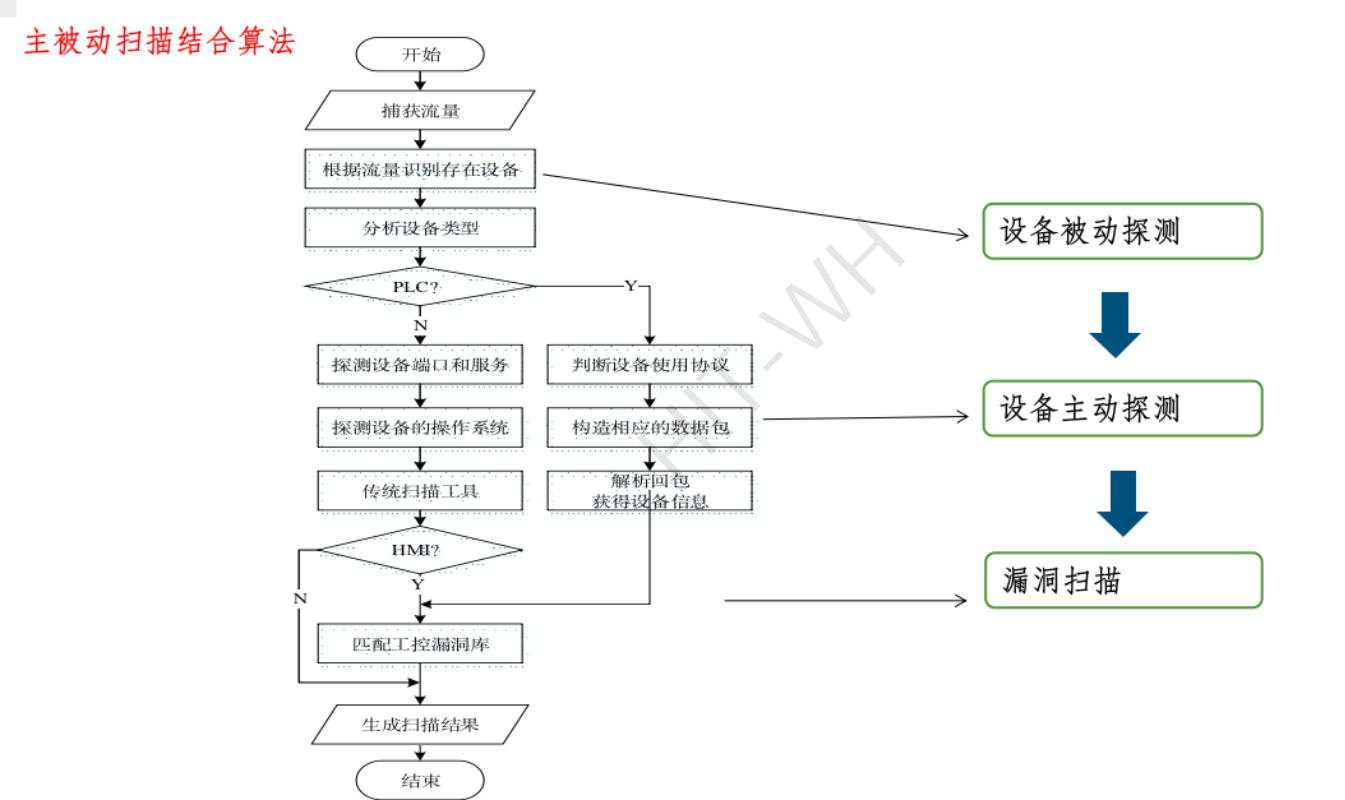 主被动扫描结合算法
开始
捕获流量
根据流量识别存在设备
分析设备类型
PLC?
Y
N
探测设备端口和服务
判断设备使用协议
探测设备的操作系统
构造相应的数据包
传统扫描工具
解析回包
获得设备信息
HMI?
Y
N
匹配工控漏洞库
生成扫描结果
结束
设备被动探测
设备主动探测
漏洞扫描
HIT-WH